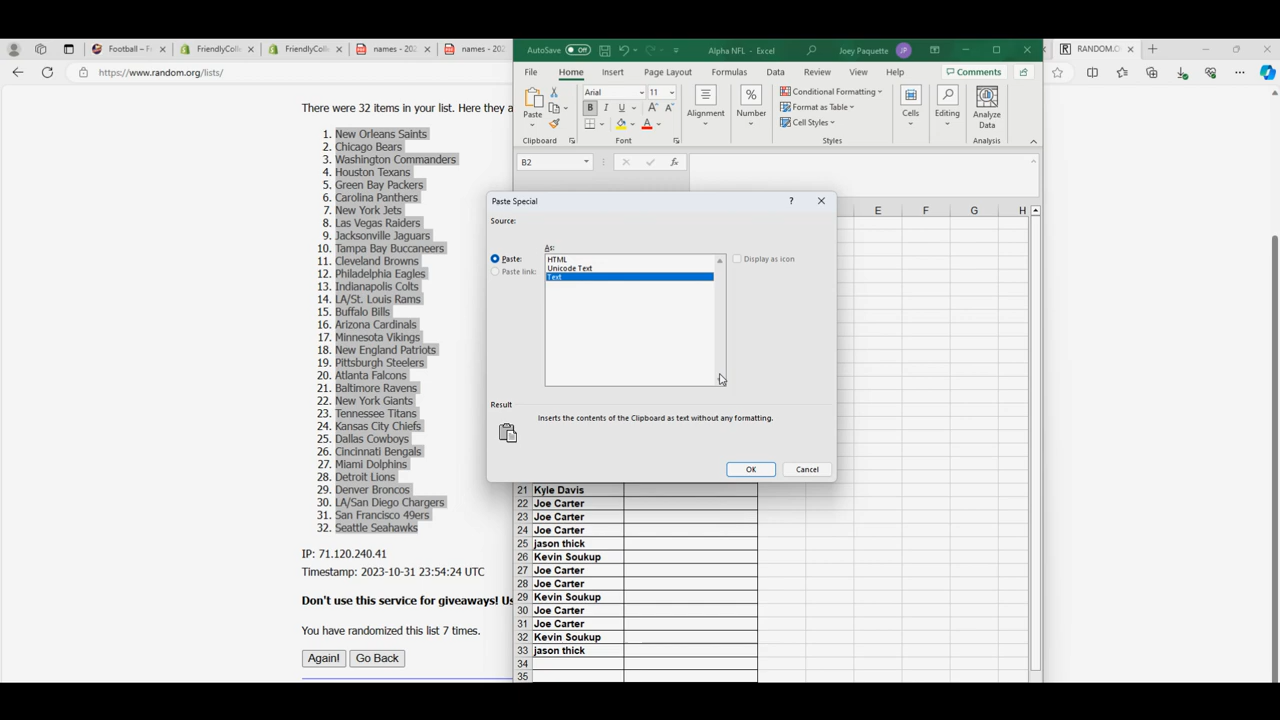 Football – F
FriendlyColle
FriendlyColle
names - 202
names - 202
AutoSave Off
Alpha NFL - Excel
Joey Paquette JP
RANDOM.O
https://www.random.org/lists/
File Home Insert Page Layout Formulas Data Review View Help Comments
Paste
Clipboard
Arial 11
B I U
Font
Alignment
Number
%
Conditional Formatting
Format as Table
Cell Styles
Styles
Cells
Editing
Analyze
Data
Analysis
B2
fx
E F G H
There were 32 items in your list. Here they a
1. New Orleans Saints
2. Chicago Bears
3. Washington Commanders
4. Houston Texans
5. Green Bay Packers
6. Carolina Panthers
7. New York Jets
8. Las Vegas Raiders
9. Jacksonville Jaguars
10. Tampa Bay Buccaneers
11. Cleveland Browns
12. Philadelphia Eagles
13. Indianapolis Colts
14. LA/St. Louis Rams
15. Buffalo Bills
16. Arizona Cardinals
17. Minnesota Vikings
18. New England Patriots
19. Pittsburgh Steelers
20. Atlanta Falcons
21. Baltimore Ravens
22. New York Giants
23. Tennessee Titans
24. Kansas City Chiefs
25. Dallas Cowboys
26. Cincinnati Bengals
27. Miami Dolphins
28. Detroit Lions
29. Denver Broncos
30. LA/San Diego Chargers
31. San Francisco 49ers
32. Seattle Seahawks
IP: 71.120.240.41
Timestamp: 2023-10-31 23:54:24 UTC
Don't use this service for giveaways! Us
You have randomized this list 7 times.
Again! Go Back
Paste Special ?
Source:
As:
Paste:
Paste link:
HTML
Unicode Text
Text
Display as icon
Result
Inserts the contents of the Clipboard as text without any formatting.
OK Cancel
21 Kyle Davis
22 Joe Carter
23 Joe Carter
24 Joe Carter
25 jason thick
26 Kevin Soukup
27 Joe Carter
28 Joe Carter
29 Kevin Soukup
30 Joe Carter
31 Joe Carter
32 Kevin Soukup
33 jason thick
34
35